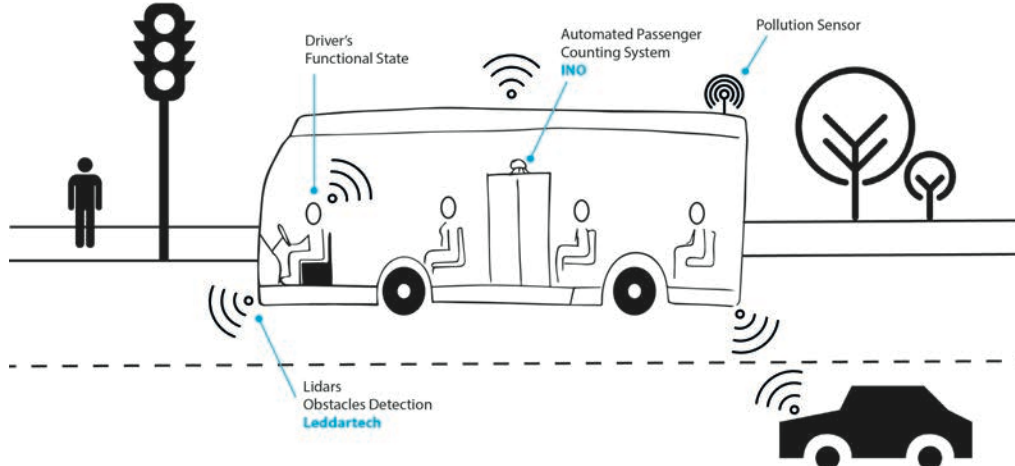 Driver's
Functional State
Automated Passenger
Counting System
INO
Pollution Sensor
Lidars
Obstacles Detection
Leddartech